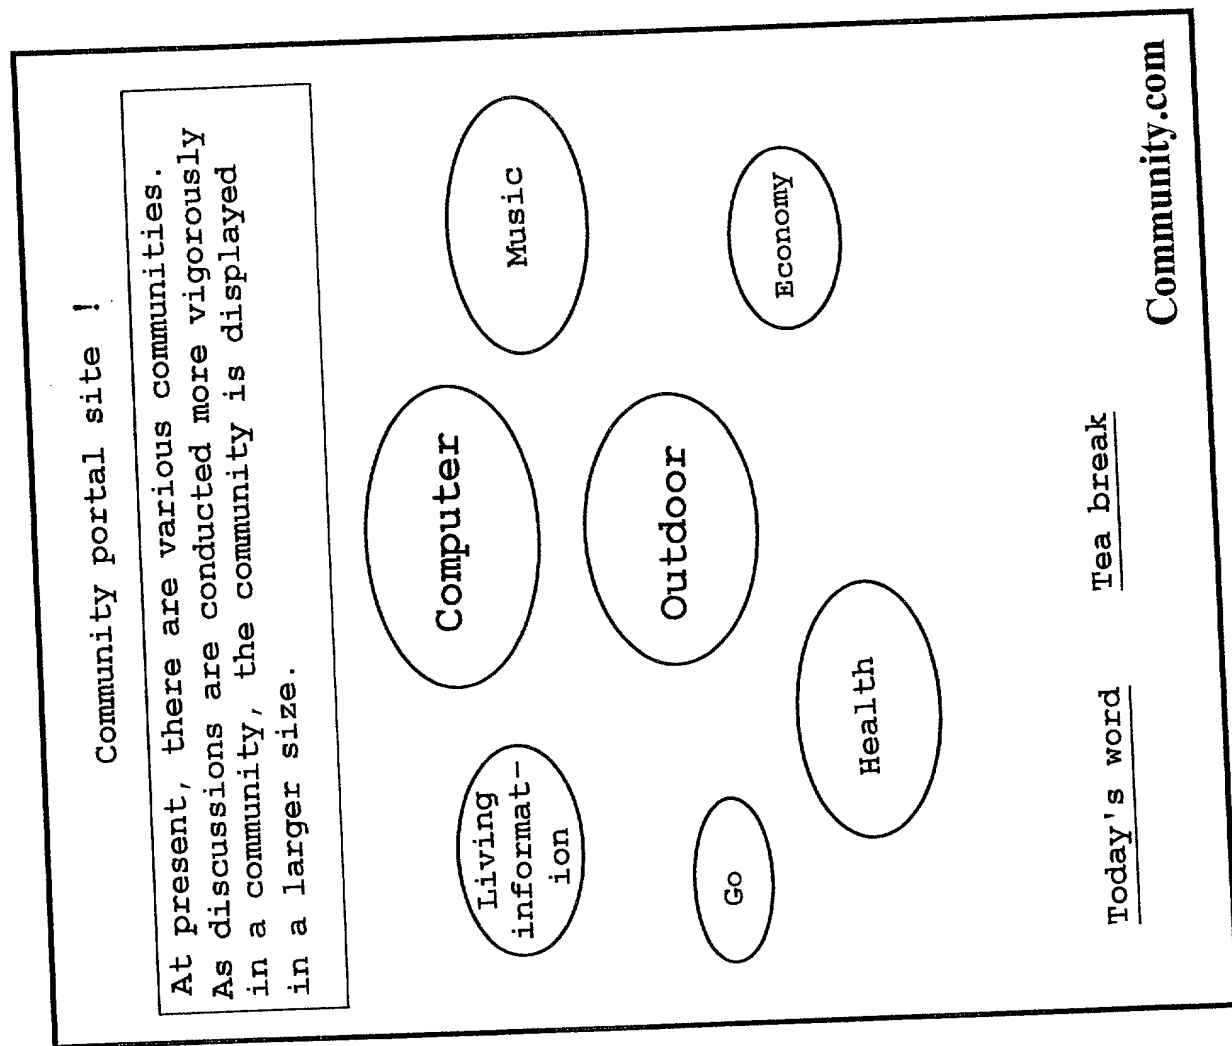 Community portal site !
At present, there are various communities.
As discussions are conducted more vigorously
in a community, the community is displayed
in a larger size.
Computer
Music
Living
informat-
ion
Outdoor
Economy
Go
Health
Today's word
Tea break
Community.com